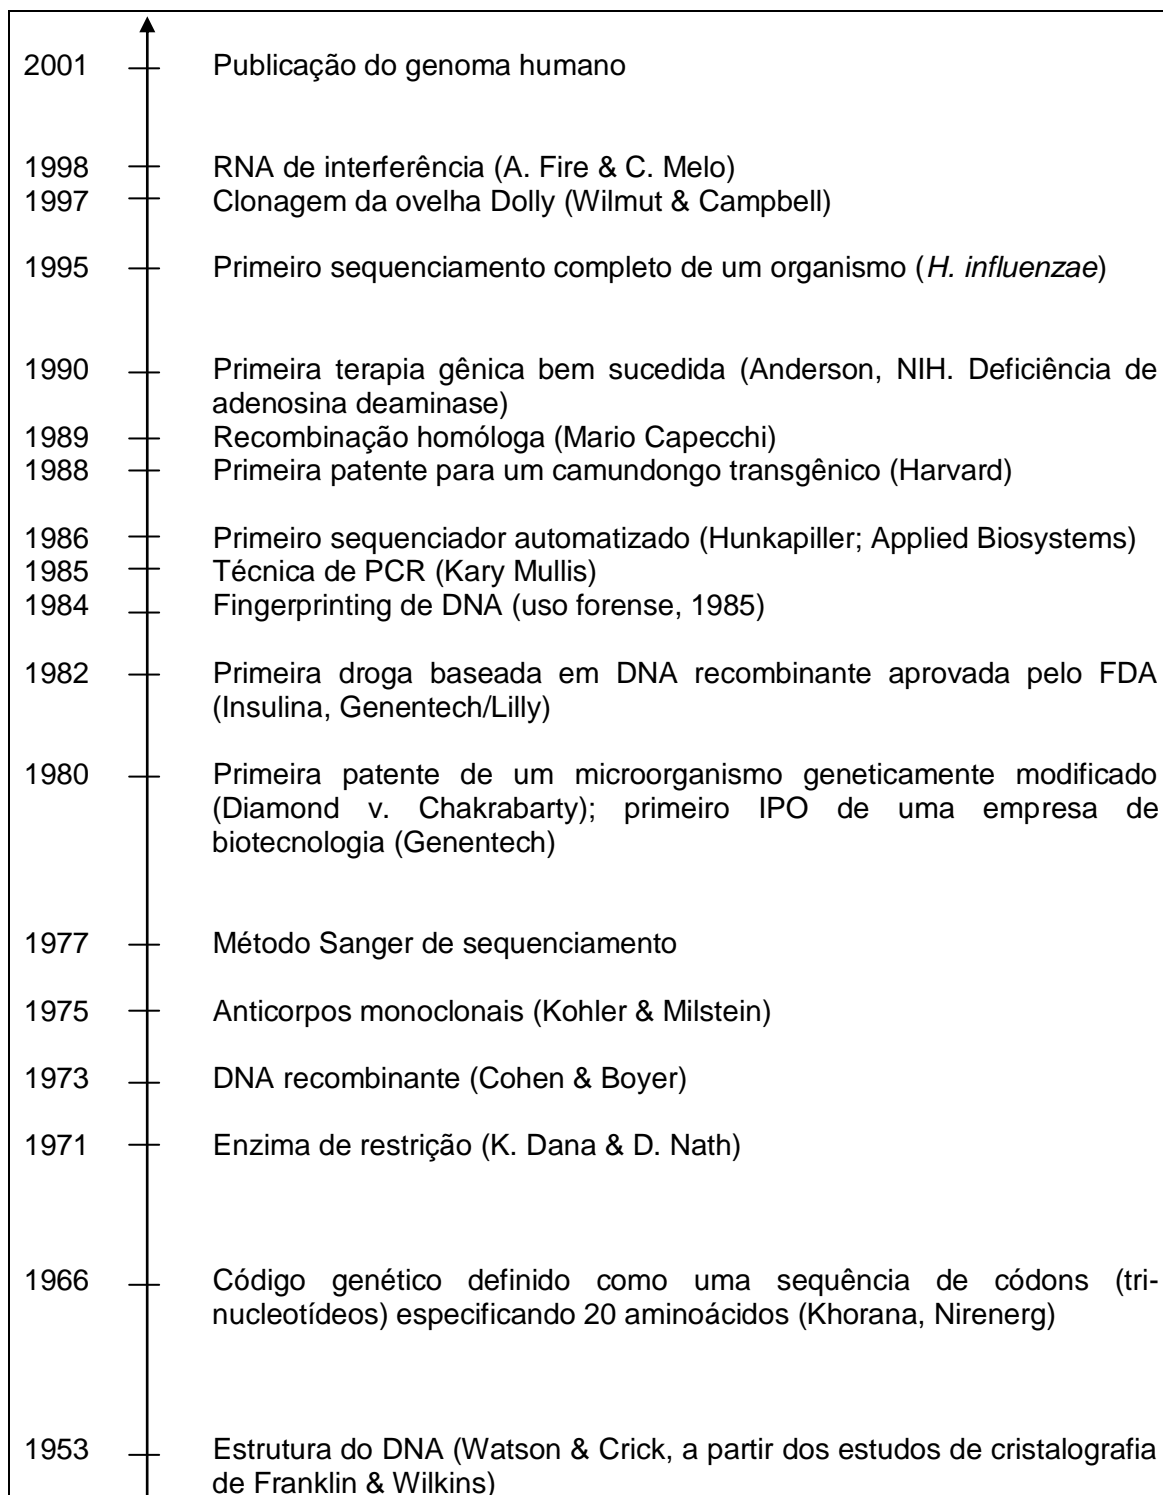 2001 Publicação do genoma humano
1998 RNA de interferência (A. Fire & C. Melo)
1997 Clonagem da ovelha Dolly (Wilmut & Campbell)
1995 Primeiro sequenciamento completo de um organismo (H. influenzae)
1990 Primeira terapia gênica bem sucedida (Anderson, NIH. Deficiência de
adenosina deaminase)
1989 Recombinação homóloga (Mario Capecchi)
1988 Primeira patente para um camundongo transgênico (Harvard)
1986 Primeiro sequenciador automatizado (Hunkapiller; Applied Biosystems)
1985 Técnica de PCR (Kary Mullis)
1984 Fingerprinting de DNA (uso forense, 1985)
1982 Primeira droga baseada em DNA recombinante aprovada pelo FDA
(Insulina, Genentech/Lilly)
1980 Primeira patente de um microorganismo geneticamente modificado
(Diamond v. Chakrabarty); primeiro IPO de uma empresa de
biotecnologia (Genentech)
1977 Método Sanger de sequenciamento
1975 Anticorpos monoclonais (Kohler & Milstein)
1973 DNA recombinante (Cohen & Boyer)
1971 Enzima de restrição (K. Dana & D. Nath)
1966 Código genético definido como uma sequência de códons (tri-
nucleotídeos) especificando 20 aminoácidos (Khorana, Nirenerg)
1953 Estrutura do DNA (Watson & Crick, a partir dos estudos de cristalografia
de Franklin & Wilkins)